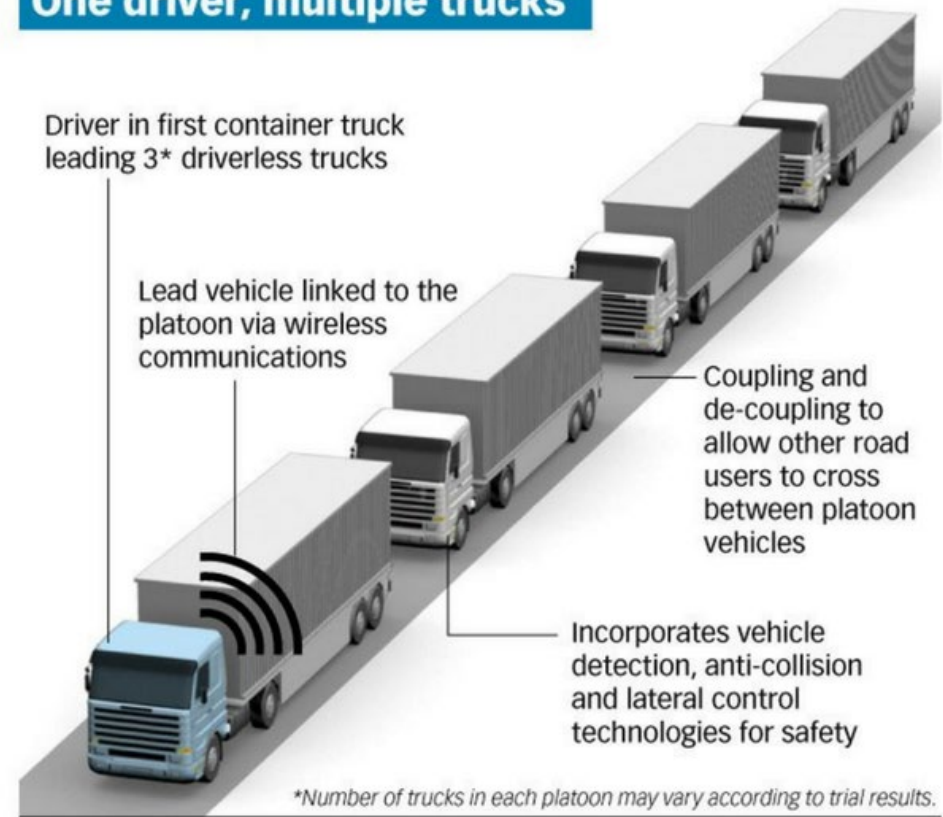 One driver, multiple trucks
Driver in first container truck
leading 3* driverless trucks
Lead vehicle linked to the
platoon via wireless
communications
Coupling and
de-coupling to
allow other road
users to cross
between platoon
vehicles
Incorporates vehicle
detection, anti-collision
and lateral control
technologies for safety
*Number of trucks in each platoon may vary according to trial results.